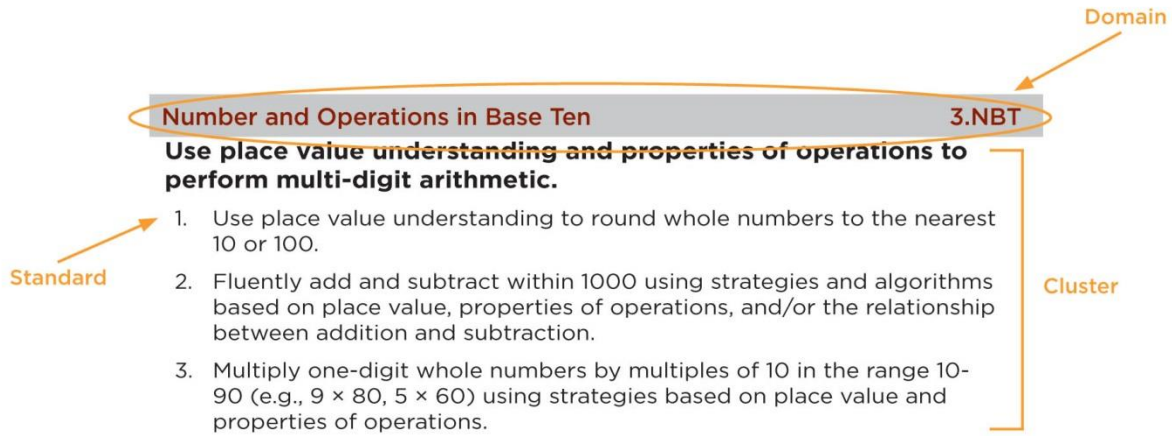 Domain
Number and Operations in Base Ten 3.NBT
Use place value understanding and properties of operations to
perform multi-digit arithmetic.
1. Use place value understanding to round whole numbers to the nearest
10 or 100.
Standard
2. Fluently add and subtract within 1000 using strategies and algorithms
based on place value, properties of operations, and/or the relationship
between addition and subtraction.
Cluster
3. Multiply one-digit whole numbers by multiples of 10 in the range 10-
90 (e.g., 9 × 80, 5 × 60) using strategies based on place value and
properties of operations.